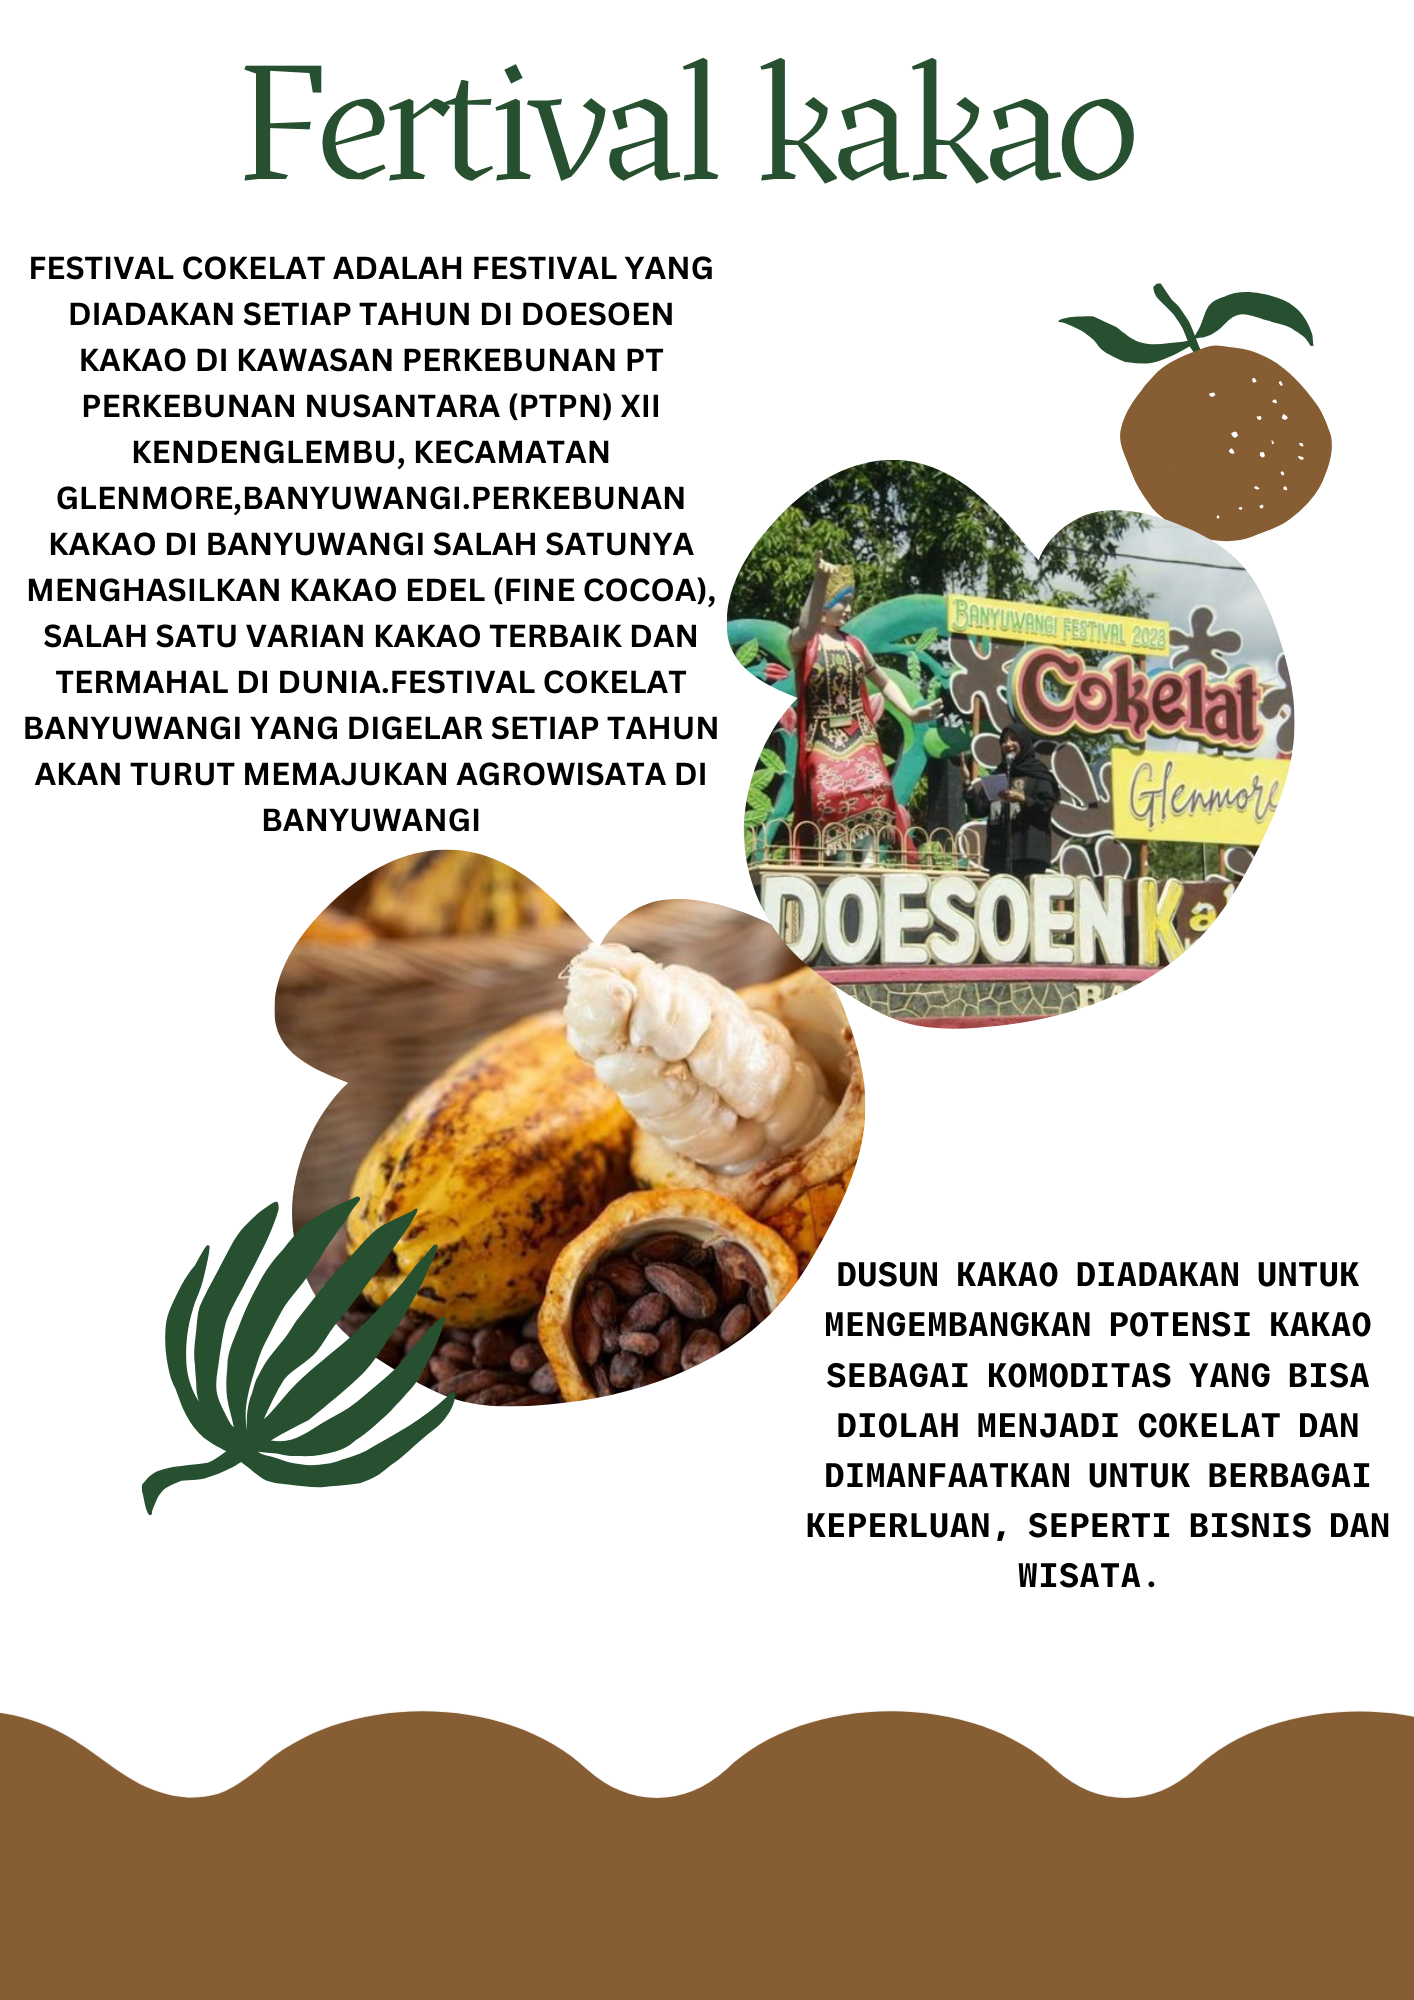 Fertival kakao
FESTIVAL COKELAT ADALAH FESTIVAL YANG
DIADAKAN SETIAP TAHUN DI DOESOEN
KAKAO DI KAWASAN PERKEBUNAN PT
PERKEBUNAN NUSANTARA (PTPN) XII
KENDENGLEMBU, KECAMATAN
GLENMORE,BANYUWANGI.PERKEBUNAN
KAKAO DI BANYUWANGI SALAH SATUNYA
MENGHASILKAN KAKAO EDEL (FINE COCOA),
SALAH SATU VARIAN KAKAO TERBAIK DAN
TERMAHAL DI DUNIA.FESTIVAL COKELAT
BANYUWANGI YANG DIGELAR SETIAP TAHUN
AKAN TURUT MEMAJUKAN AGROWISATA DI
BANYUWANGI
BANYUWANGI FESTIVAL 2023
Cokelat
Glenmore
DOESOEN
DUSUN KAKAO DIADAKAN UNTUK
MENGEMBANGKAN POTENSI KAKAO
SEBAGAI KOMODITAS YANG BISA
DIOLAH MENJADI COKELAT DAN
DIMANFAATKAN UNTUK BERBAGAI
KEPERLUAN, SEPERTI BISNIS DAN
WISATA.